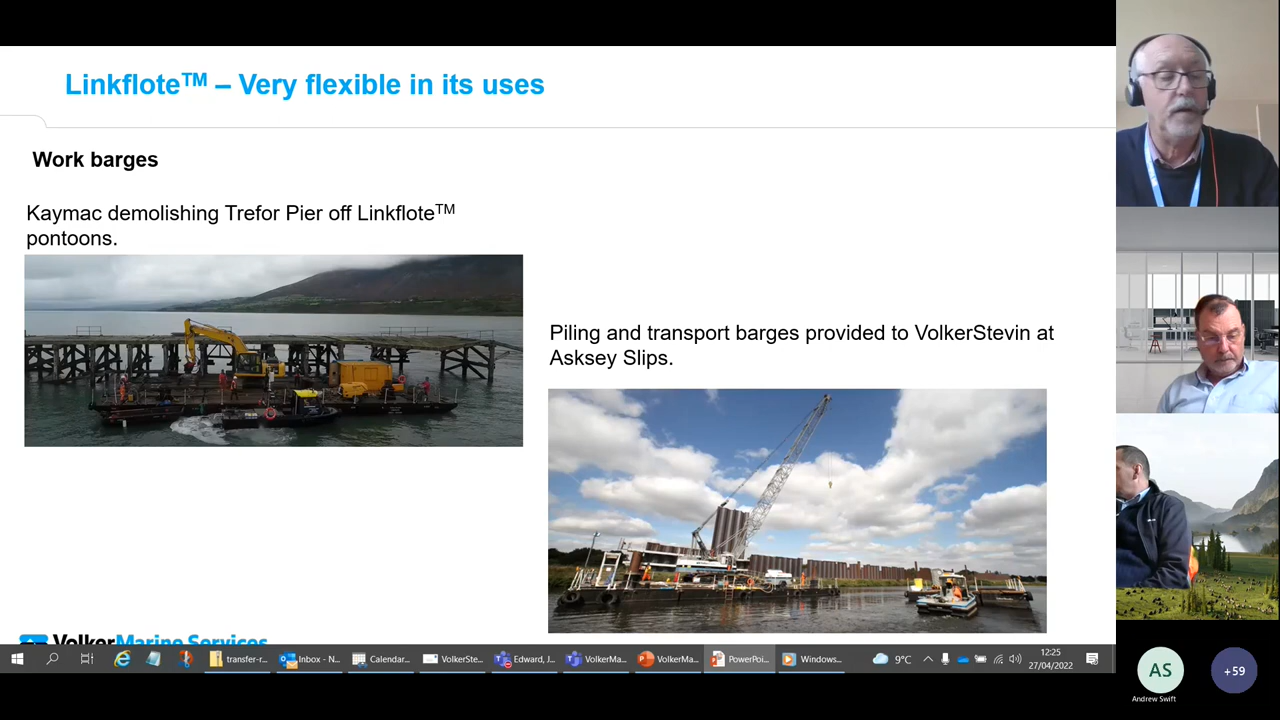 Linkflote™ – Very flexible in its uses
Work barges
Kaymac demolishing Trefor Pier off Linkflote™
pontoons.
Piling and transport barges provided to VolkerStevin at
Asksey Slips.
VolkerMarine Services
transfer-r...
Inbox - N...
Calendar...
VolkerSte...
Edward, J...
VolkerMa...
VolkerMa...
PowerPoi...
Windows...
9°C
12:25
27/04/2022
AS
Andrew Swift
+59